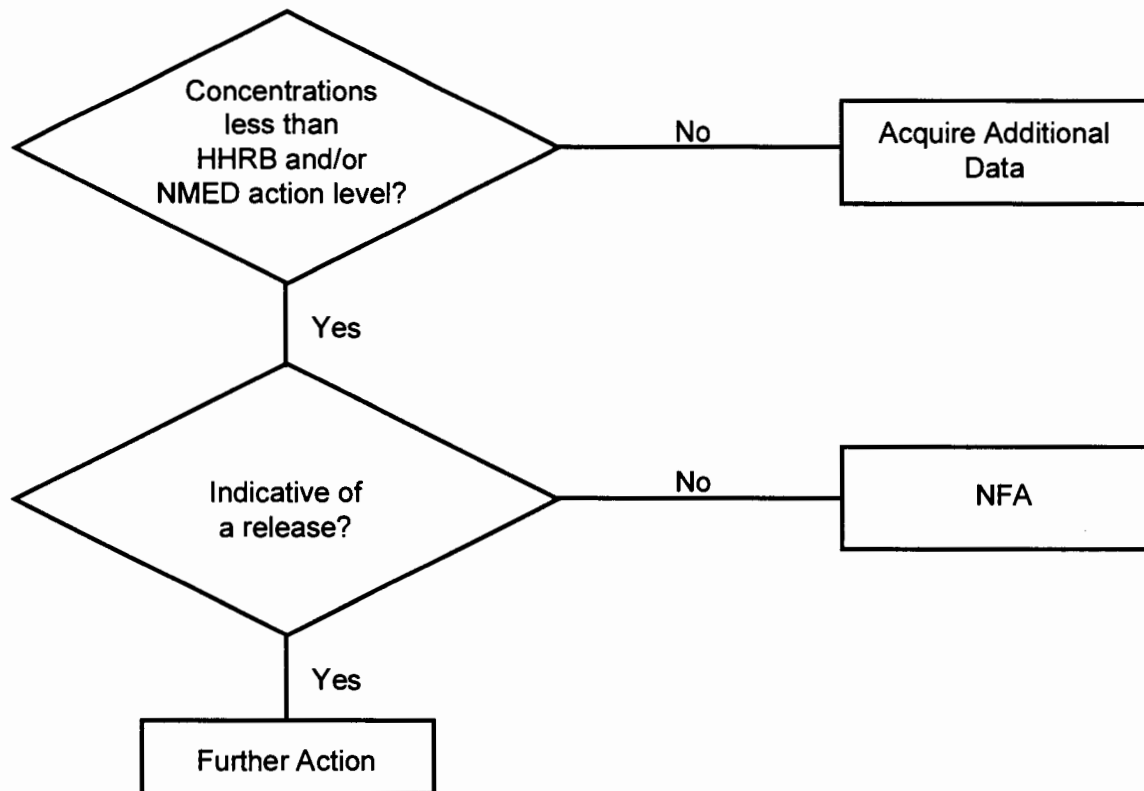 Concentrations
less than
HHRB and/or
NMED action level?
No
Acquire Additional
Data
Yes
Indicative of
a release?
No
NFA
Yes
Further Action